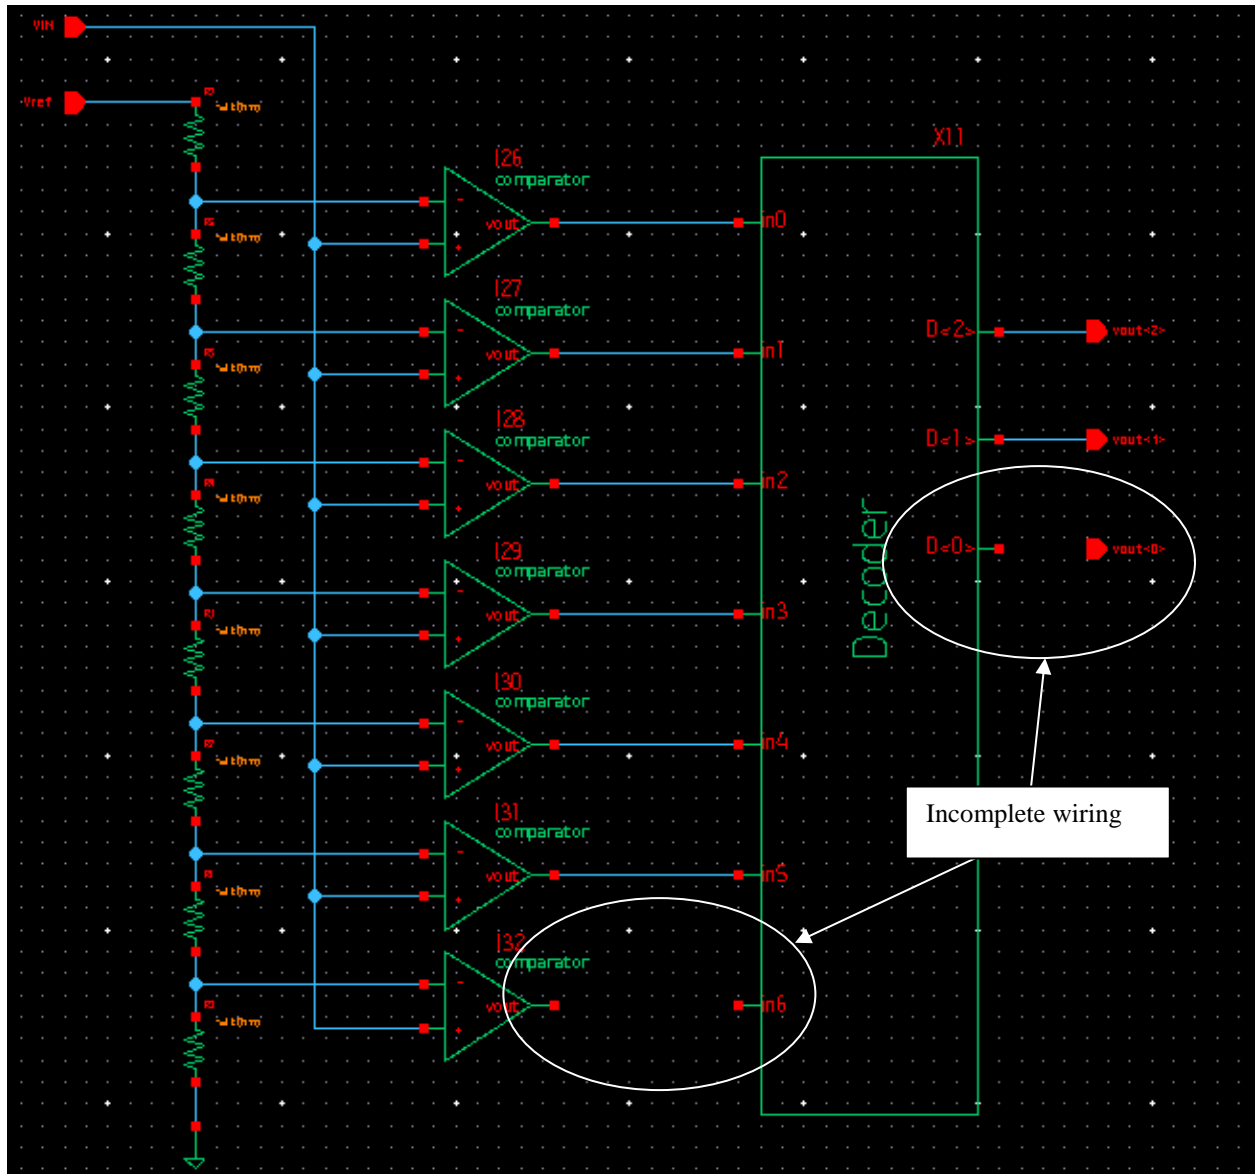 VIN
Vref
X11
I26
comparator
-
vout
+
in0
I27
comparator
-
vout
+
in1
D<2>
vout<2>
I28
comparator
-
vout
+
in2
D<1>
vout<1>
I29
comparator
-
vout
+
in3
D<0>
vout<0>
Decoder
I30
comparator
-
vout
+
in4
Incomplete wiring
I31
comparator
-
vout
+
in5
I32
comparator
-
vout
+
in6